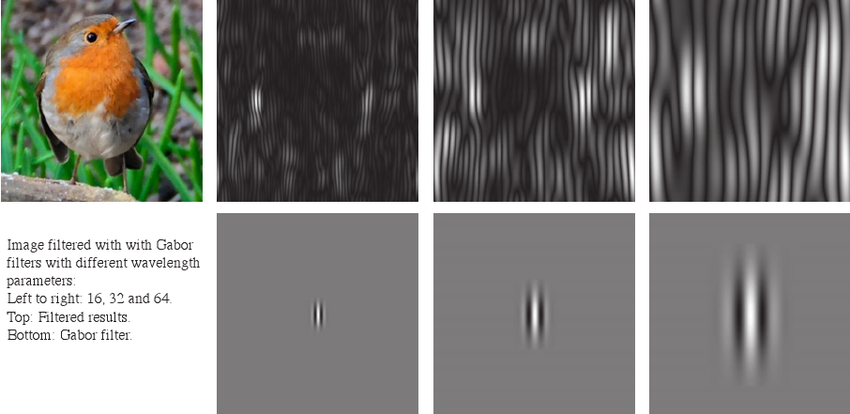 Image filtered with with Gabor
filters with different wavelength
parameters:
Left to right: 16, 32 and 64.
Top: Filtered results.
Bottom: Gabor filter.